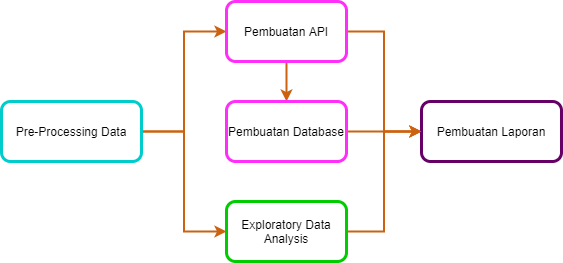 Pembuatan API
Pre-Processing Data
Pembuatan Database
Pembuatan Laporan
Exploratory Data
Analysis